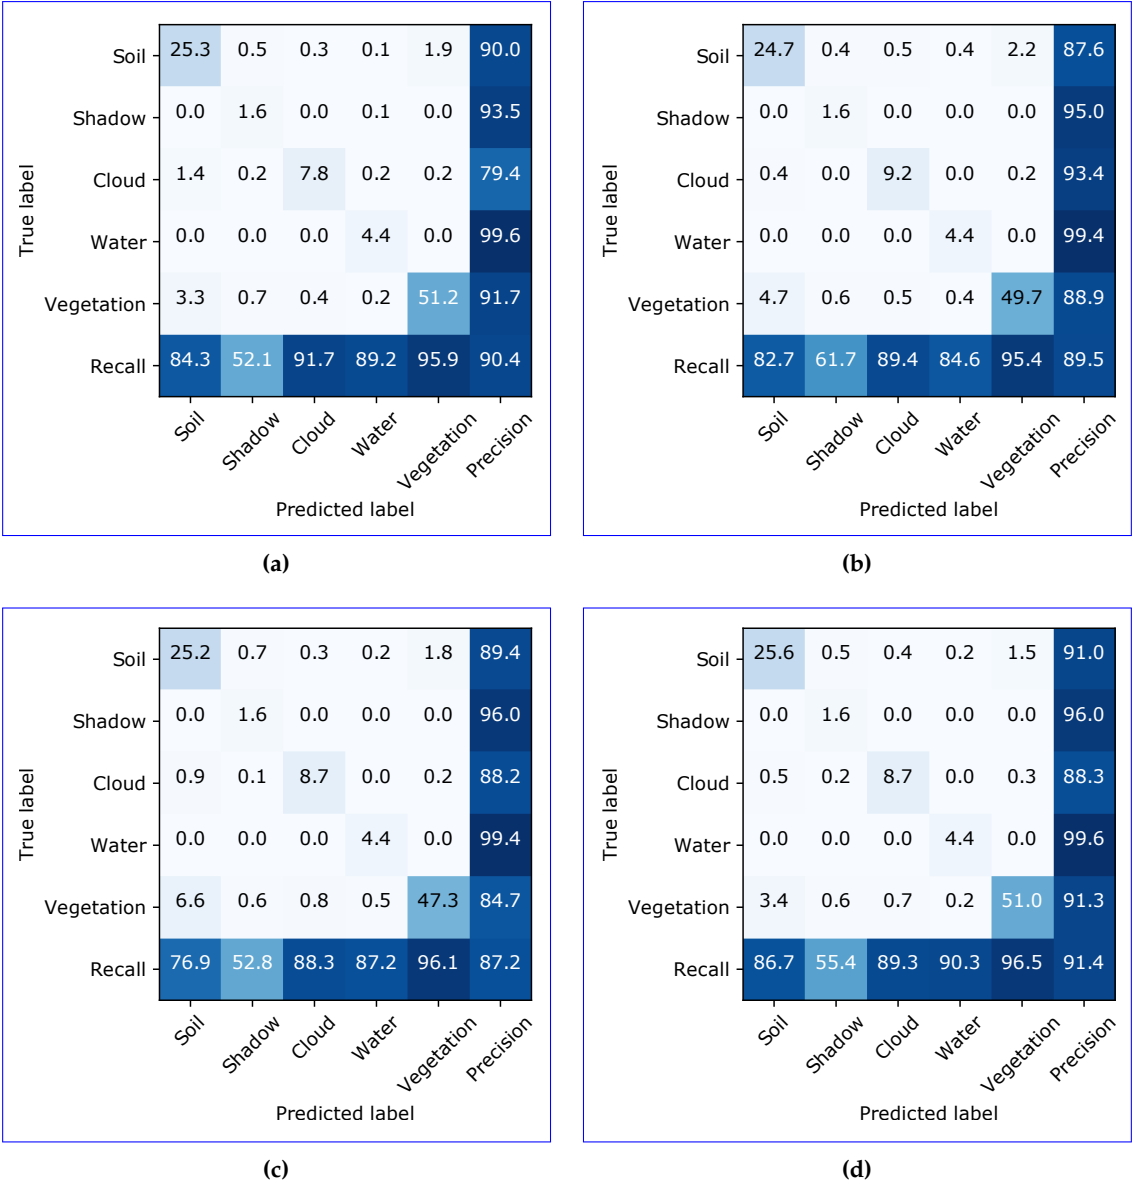 Soil 25.3 0.5 0.3 0.1 1.9 90.0
Shadow 0.0 1.6 0.0 0.1 0.0 93.5
Cloud 1.4 0.2 7.8 0.2 0.2 79.4
Water 0.0 0.0 0.0 4.4 0.0 99.6
Vegetation 3.3 0.7 0.4 0.2 51.2 91.7
Recall 84.3 52.1 91.7 89.2 95.9 90.4
True label
Soil Shadow Cloud Water Vegetation Precision
Predicted label
(a)
Soil 24.7 0.4 0.5 0.4 2.2 87.6
Shadow 0.0 1.6 0.0 0.0 0.0 95.0
Cloud 0.4 0.0 9.2 0.0 0.2 93.4
Water 0.0 0.0 0.0 4.4 0.0 99.4
Vegetation 4.7 0.6 0.5 0.4 49.7 88.9
Recall 82.7 61.7 89.4 84.6 95.4 89.5
True label
Soil Shadow Cloud Water Vegetation Precision
Predicted label
(b)
Soil 25.2 0.7 0.3 0.2 1.8 89.4
Shadow 0.0 1.6 0.0 0.0 0.0 96.0
Cloud 0.9 0.1 8.7 0.0 0.2 88.2
Water 0.0 0.0 0.0 4.4 0.0 99.4
Vegetation 6.6 0.6 0.8 0.5 47.3 84.7
Recall 76.9 52.8 88.3 87.2 96.1 87.2
True label
Soil Shadow Cloud Water Vegetation Precision
Predicted label
(c)
Soil 25.6 0.5 0.4 0.2 1.5 91.0
Shadow 0.0 1.6 0.0 0.0 0.0 96.0
Cloud 0.5 0.2 8.7 0.0 0.3 88.3
Water 0.0 0.0 0.0 4.4 0.0 99.6
Vegetation 3.4 0.6 0.7 0.2 51.0 91.3
Recall 86.7 55.4 89.3 90.3 96.5 91.4
True label
Soil Shadow Cloud Water Vegetation Precision
Predicted label
(d)